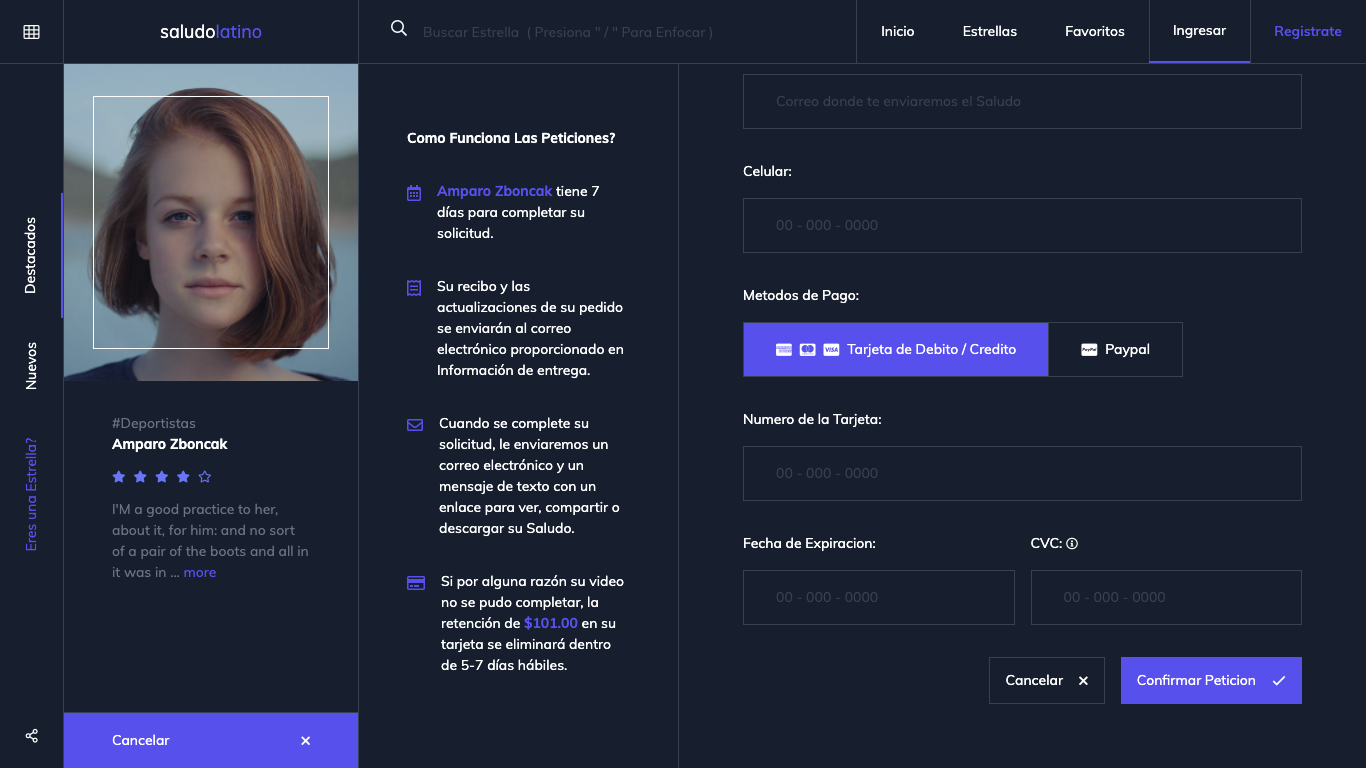 saludolatino
Buscar Estrella ( Presiona " / " Para Enfocar )
Inicio
Estrellas
Favoritos
Ingresar
Registrate
Destacados
Nuevos
Eres una Estrella?
#Deportistas
Amparo Zboncak
I'M a good practice to her,
about it, for him: and no sort
of a pair of the boots and all in
it was in ... more
Cancelar
Como Funciona Las Peticiones?
Amparo Zboncak tiene 7
días para completar su
solicitud.
Su recibo y las
actualizaciones de su pedido
se enviarán al correo
electrónico proporcionado en
Información de entrega.
Cuando se complete su
solicitud, le enviaremos un
correo electrónico y un
mensaje de texto con un
enlace para ver, compartir o
descargar su Saludo.
Si por alguna razón su video
no se pudo completar, la
retención de $101.00 en su
tarjeta se eliminará dentro
de 5-7 días hábiles.
Correo donde te enviaremos el Saludo
Celular:
00 - 000 - 0000
Metodos de Pago:
VISA Tarjeta de Debito / Credito
PayPal Paypal
Numero de la Tarjeta:
00 - 000 - 0000
Fecha de Expiracion:
CVC:
00 - 000 - 0000
00 - 000 - 0000
Cancelar
Confirmar Peticion